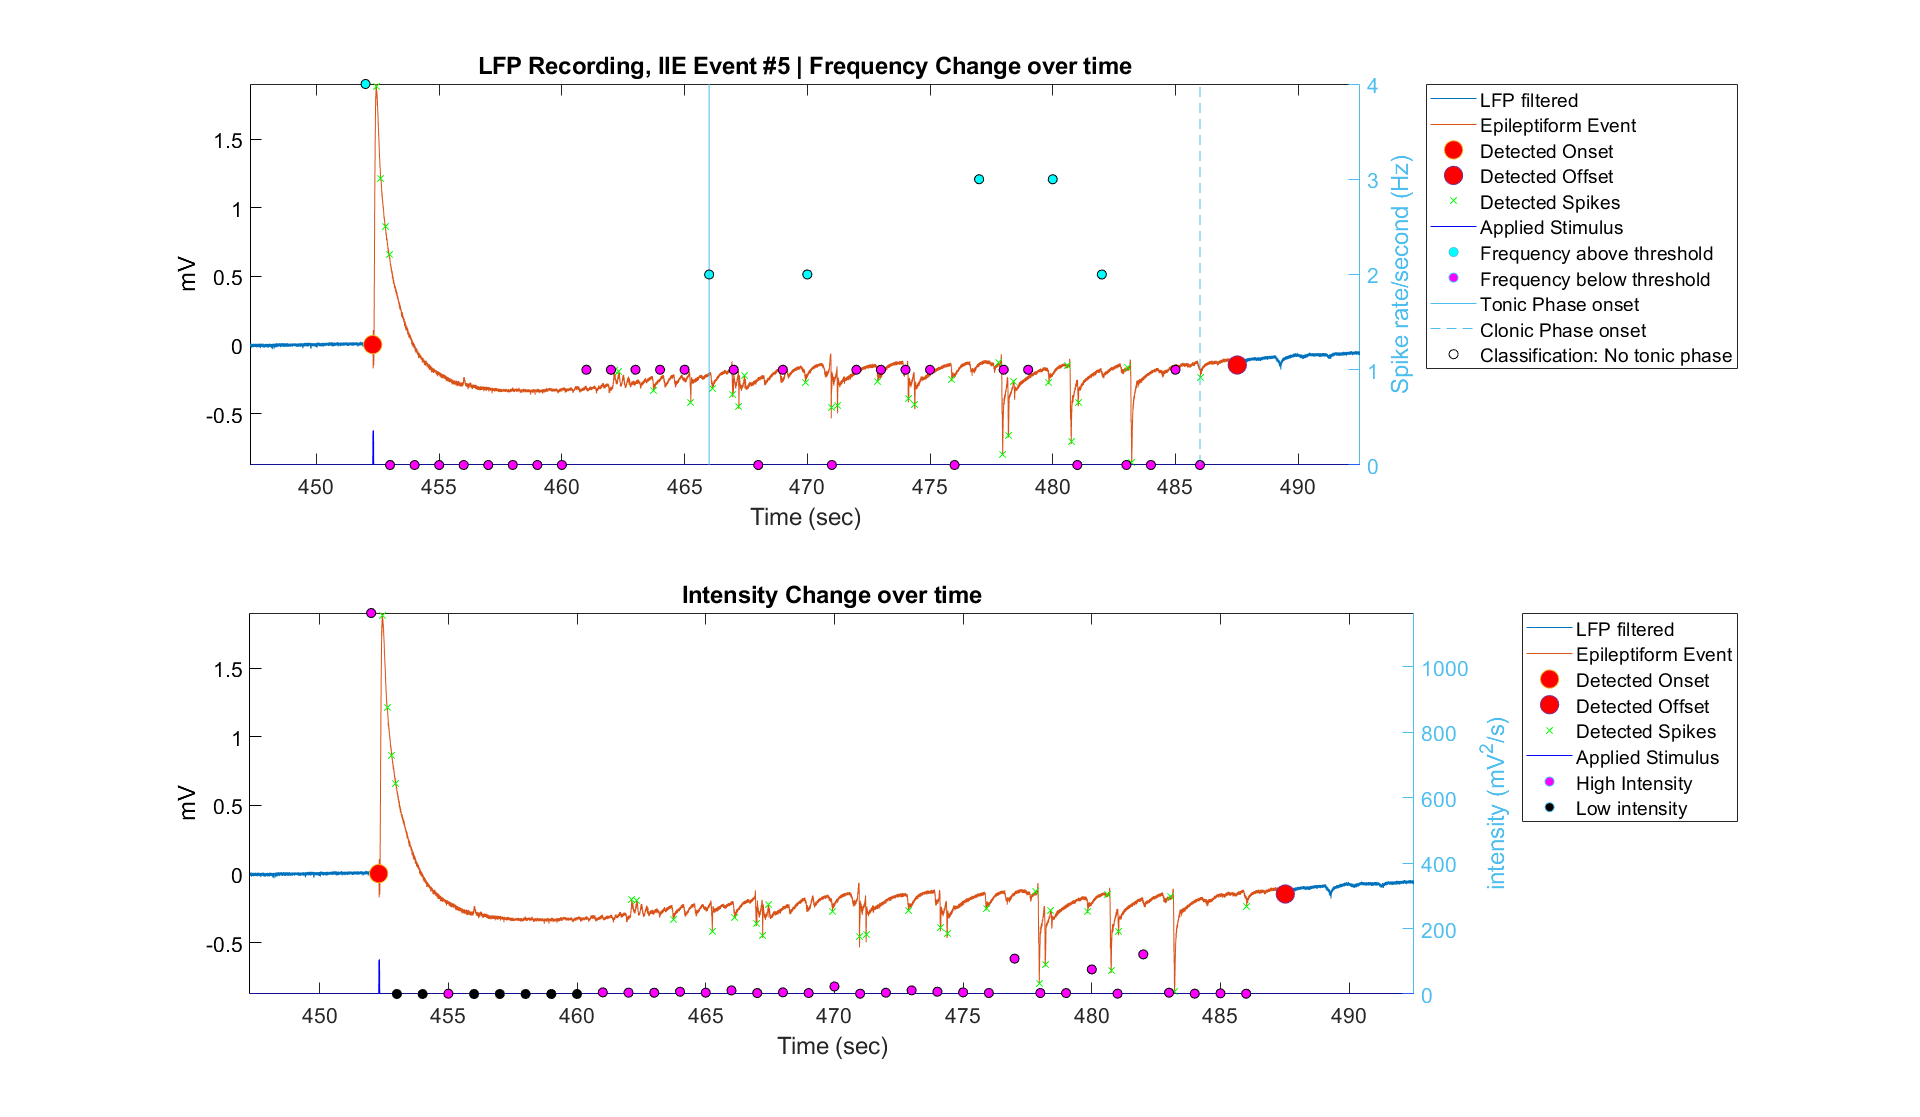 LFP Recording, IIE Event #5 | Frequency Change over time
mV
1.5
1
0.5
0
-0.5
450
455
460
465
470
475
480
485
490
Time (sec)
4
3
2
1
0
Spike rate/second (Hz)
LFP filtered
Epileptiform Event
Detected Onset
Detected Offset
Detected Spikes
Applied Stimulus
Frequency above threshold
Frequency below threshold
Tonic Phase onset
Clonic Phase onset
Classification: No tonic phase
Intensity Change over time
mV
1.5
1
0.5
0
-0.5
450
455
460
465
470
475
480
485
490
Time (sec)
1000
800
600
400
200
0
intensity (mV²/s)
LFP filtered
Epileptiform Event
Detected Onset
Detected Offset
Detected Spikes
Applied Stimulus
High Intensity
Low intensity